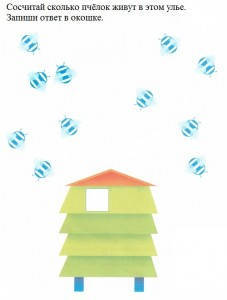 Сосчитай сколько пчёлок живут в этом улье.
Запиши ответ в окошке.